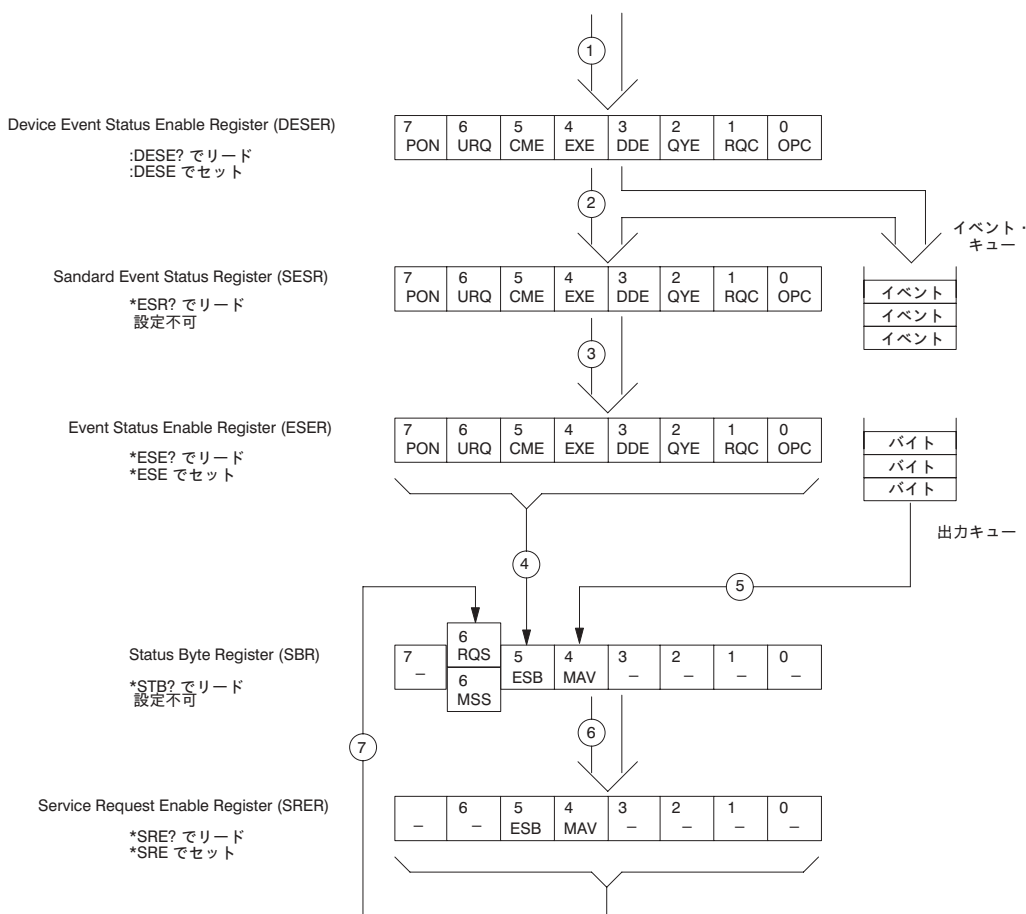 1
Device Event Status Enable Register (DESER)
:DESE? でリード
:DESE でセット
7 6 5 4 3 2 1 0
PON URQ CME EXE DDE QYE RQC OPC
2
イベント・
キュー
Sandard Event Status Register (SESR)
*ESR? でリード
設定不可
7 6 5 4 3 2 1 0
PON URQ CME EXE DDE QYE RQC OPC
イベント
イベント
イベント
3
Event Status Enable Register (ESER)
*ESE? でリード
*ESE でセット
7 6 5 4 3 2 1 0
PON URQ CME EXE DDE QYE RQC OPC
バイト
バイト
バイト
出力キュー
4
5
Status Byte Register (SBR)
*STB? でリード
設定不可
7 6 5 4 3 2 1 0
– RQS ESB MAV – – – –
6
MSS
7
6
Service Request Enable Register (SRER)
*SRE? でリード
*SRE でセット
6 5 4 3 2 1 0
– – ESB MAV – – – –